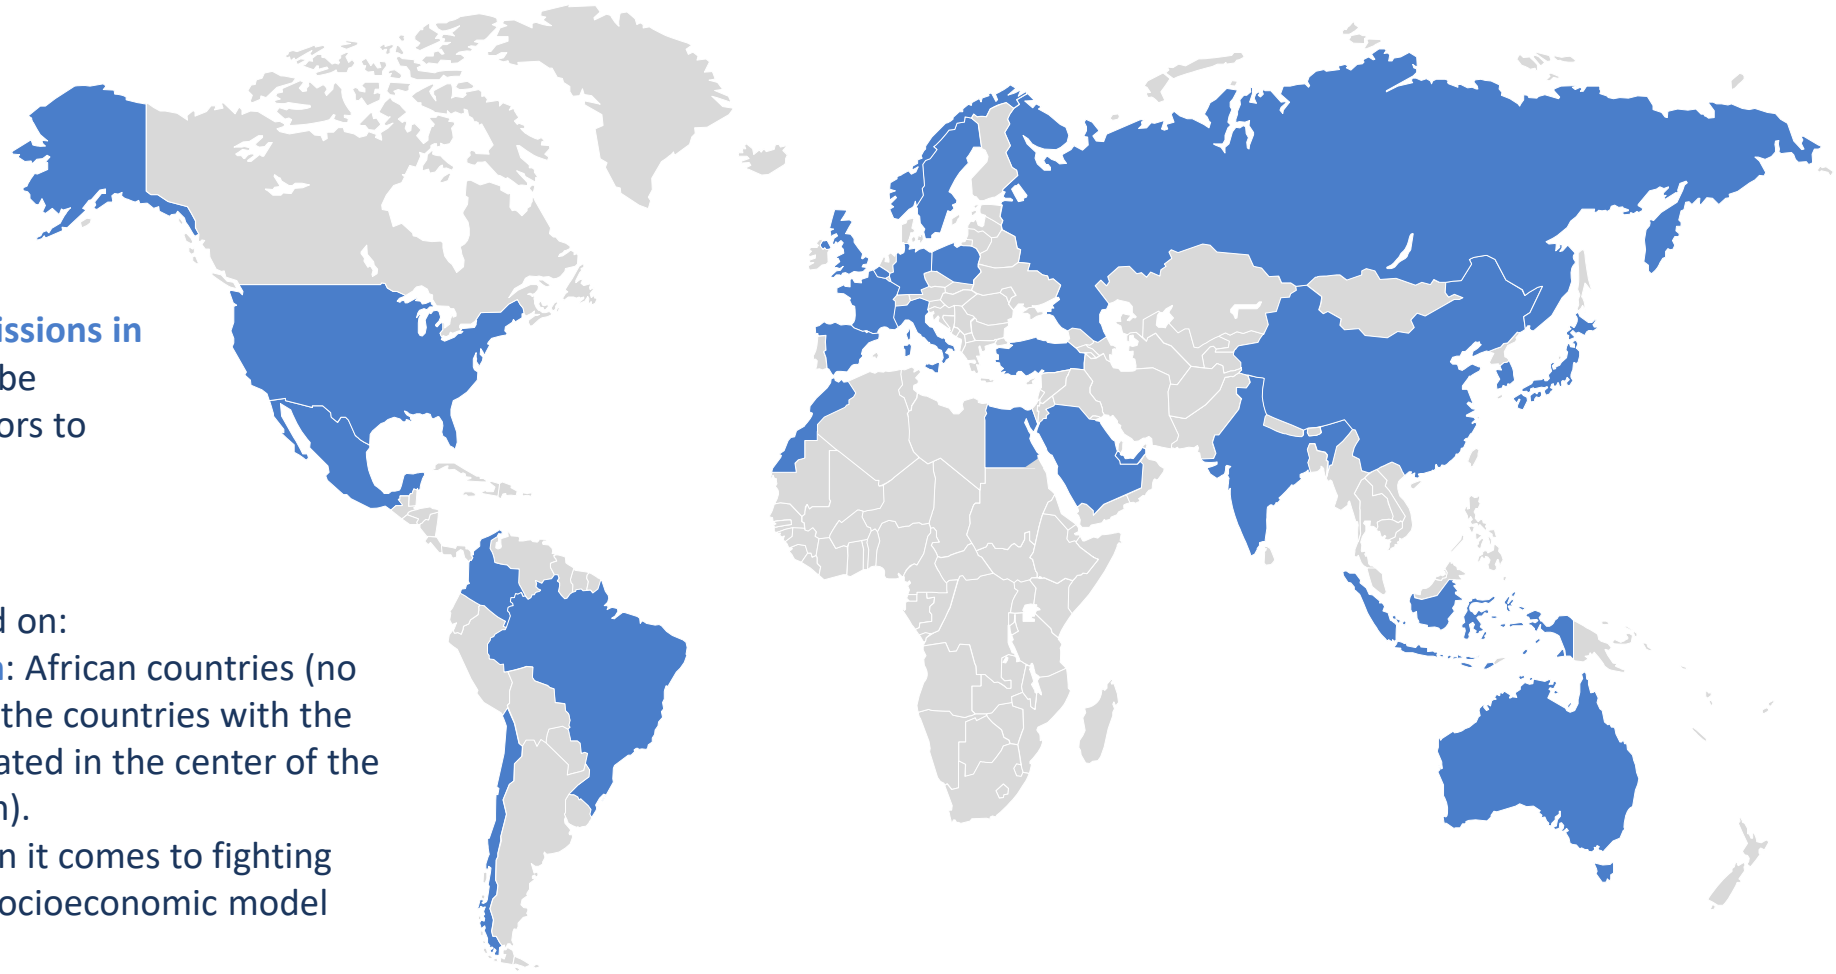 issions in
be
ors to
d on:
n: African countries (no
the countries with the
ated in the center of the
n).
n it comes to fighting
ocioeconomic model